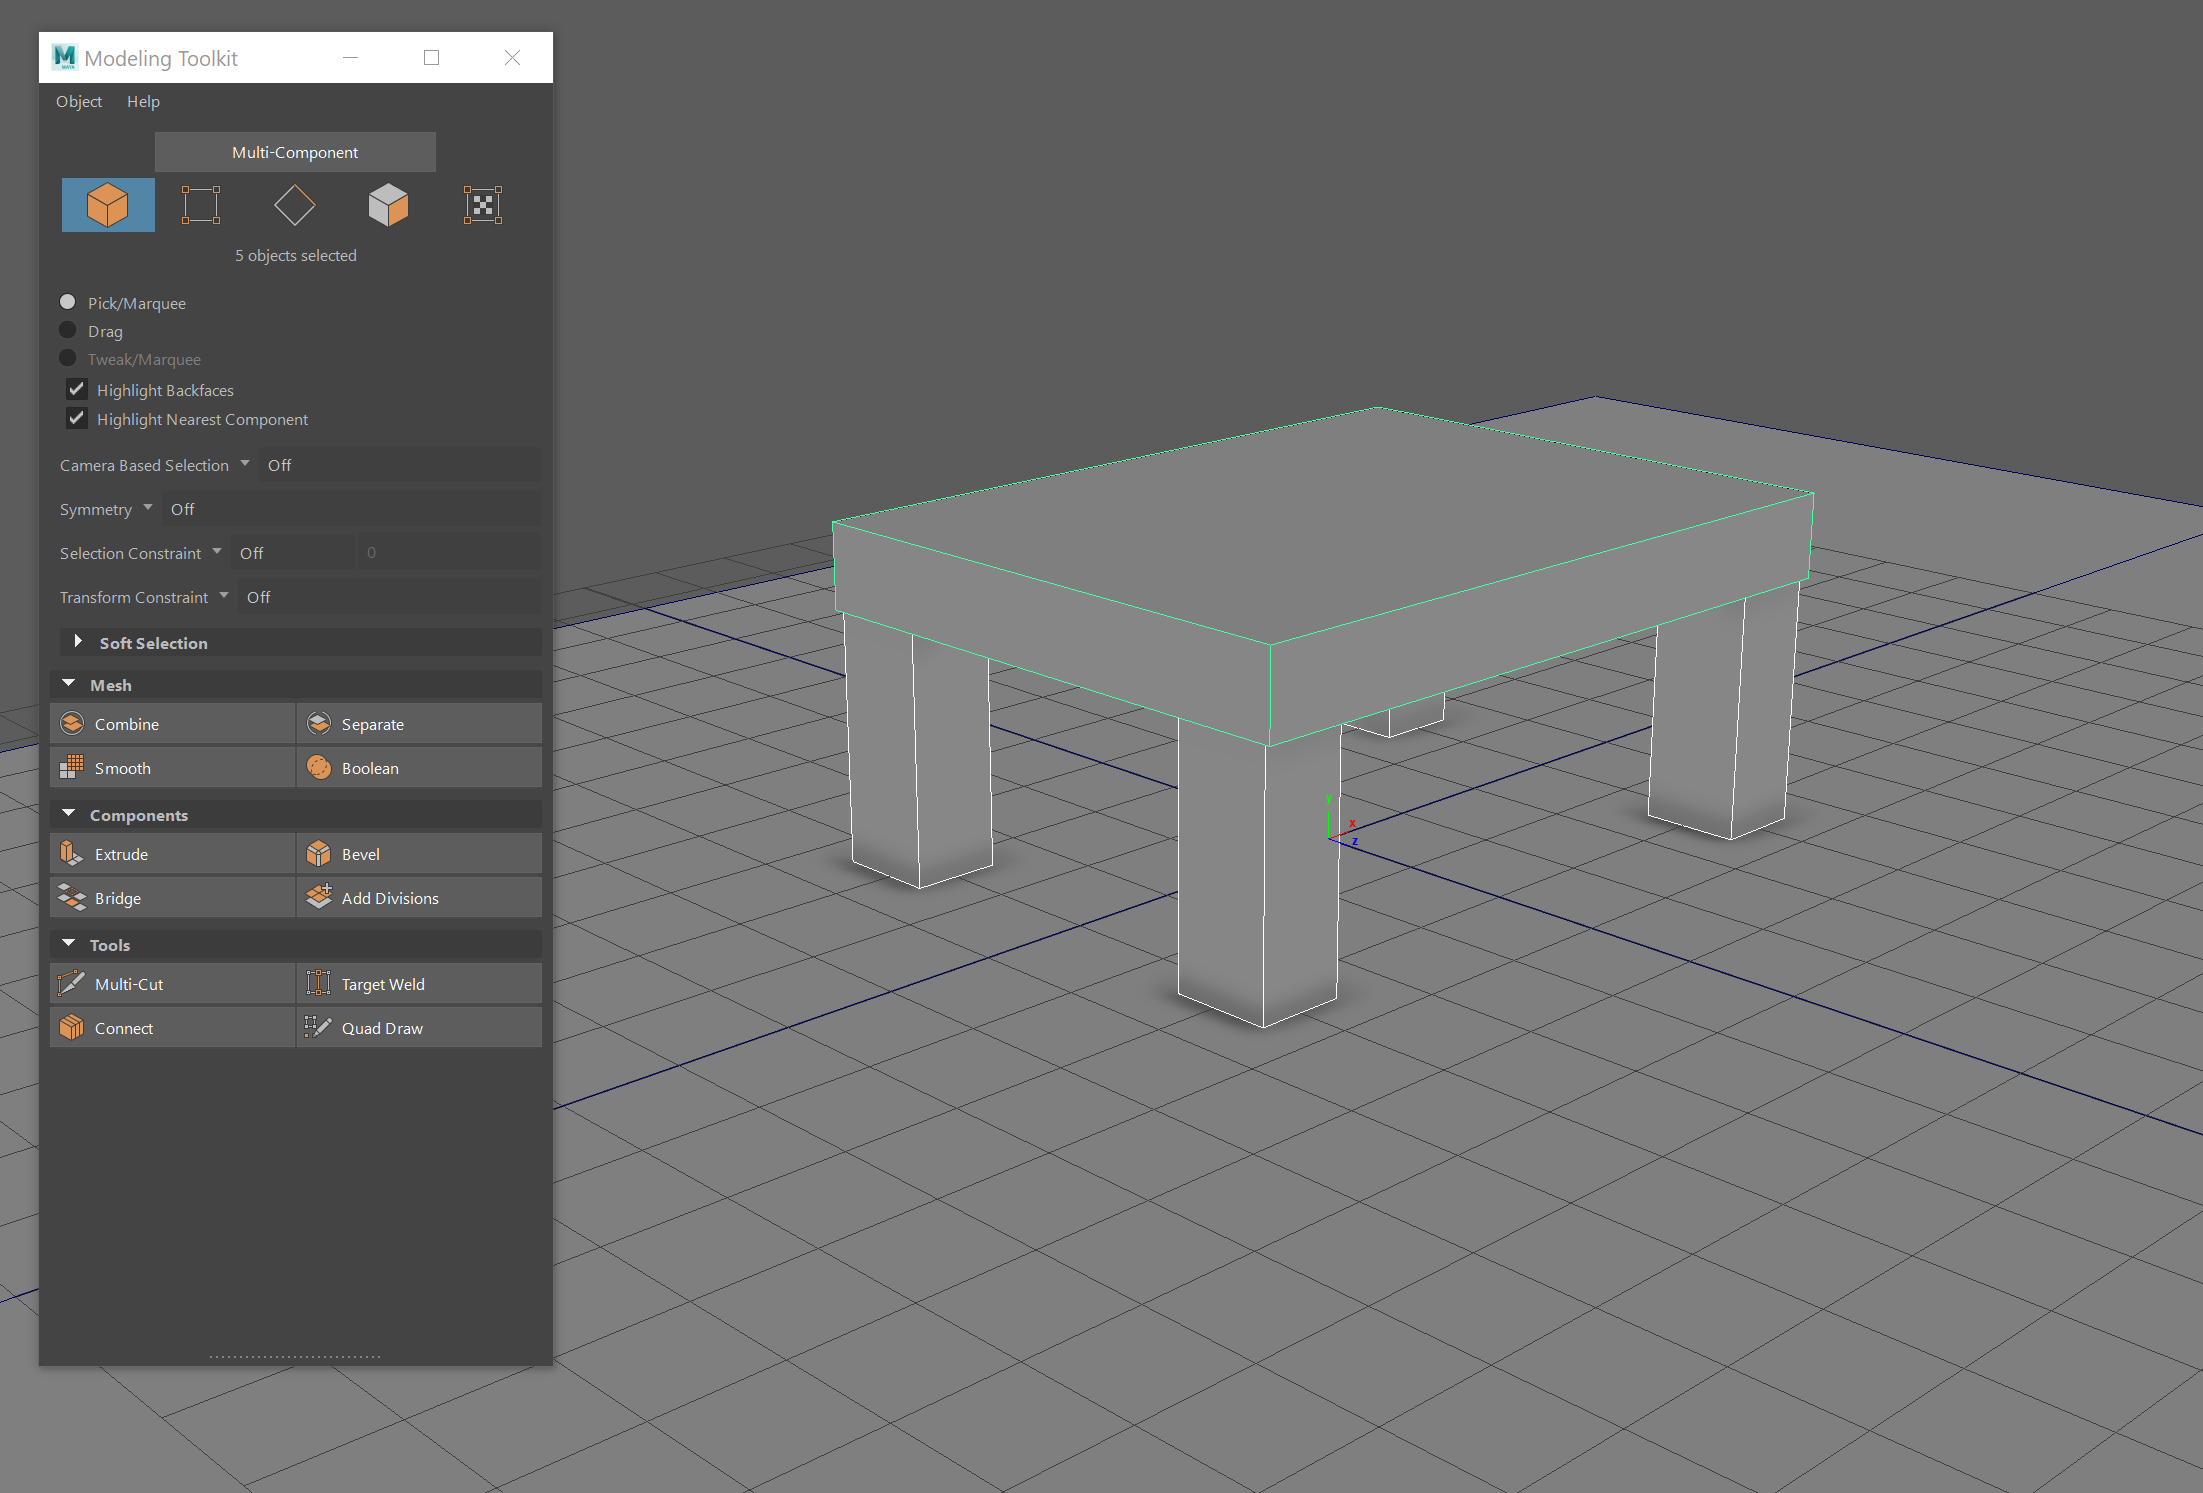 Modeling Toolkit
Object Help
Multi-Component
5 objects selected
Pick/Marquee
Drag
Tweak/Marquee
Highlight Backfaces
Highlight Nearest Component
Camera Based Selection Off
Symmetry Off
Selection Constraint Off 0
Transform Constraint Off
Soft Selection
Mesh
Combine Separate
Smooth Boolean
Components
Extrude Bevel
Bridge Add Divisions
Tools
Multi-Cut Target Weld
Connect Quad Draw
Y
X
Z